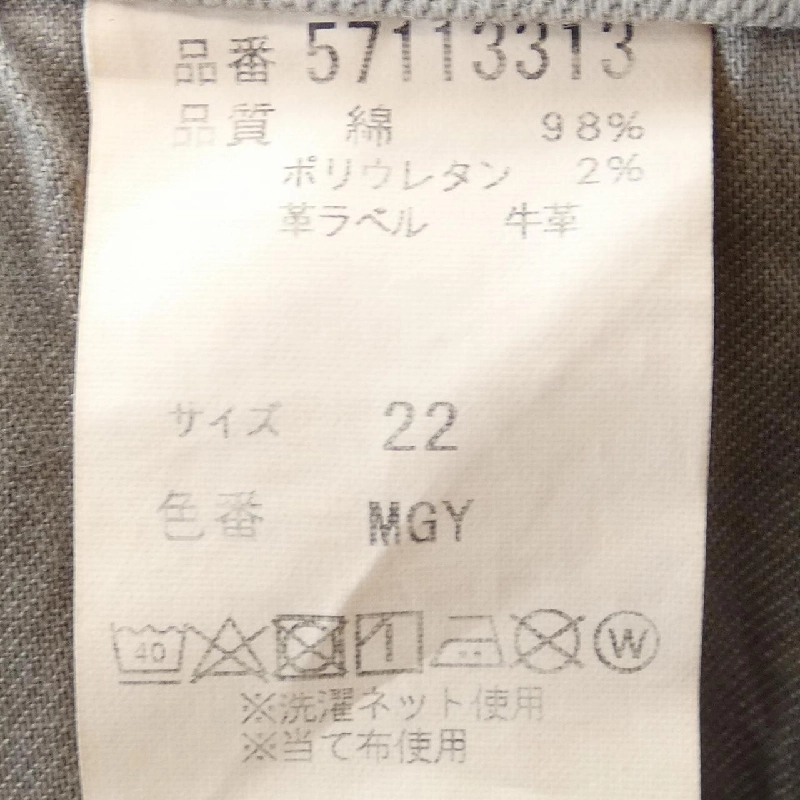 品番 57113313
品質 綿 98%
ポリウレタン 2%
革ラベル 牛革
サイズ 22
色番 MGY
40 W
※洗濯ネット使用
※当て布使用